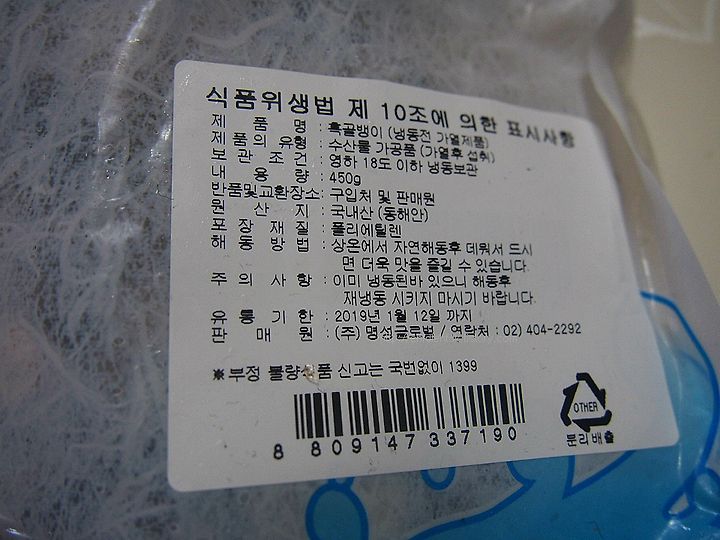 식품위생법 제 10조에 의한 표시사항
제 품 명 : 흑골뱅이 (냉동전 가열제품)
제품의 유형 : 수산물 가공품 (가열후 섭취)
보관 조건 : 영하 18도 이하 냉동보관
내 용 량 : 450g
반품및교환장소: 구입처 및 판매원
원 산 지 : 국내산 (동해안)
포장 재질 : 폴리에틸렌
해동 방법 : 상온에서 자연해동후 데워서 드시
면 더욱 맛을 즐길 수 있습니다.
주의 사항 : 이미 냉동된바 있으니 해동후
재냉동 시키지 마시기 바랍니다.
유통기한 : 2019년 1월 12일 까지
판 매 원 : (주) 명성글로벌 / 연락처 : 02) 404-2292
※부정 불량식품 신고는 국번없이 1399
8 809147 337190
OTHER
분리배출